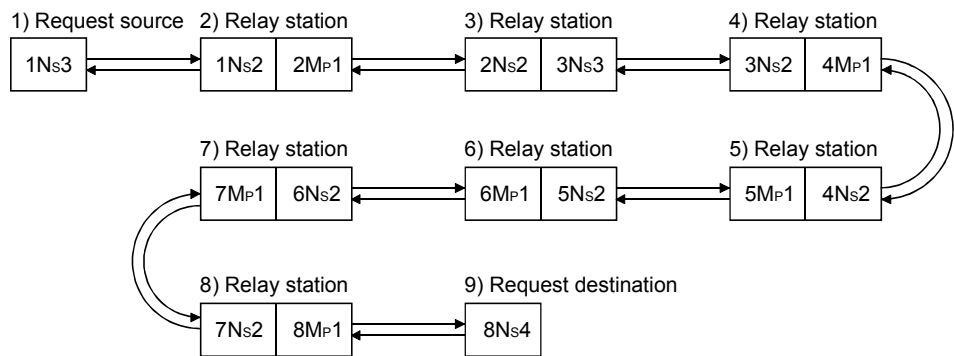 1) Request source
2) Relay station
3) Relay station
4) Relay station
1Ns3
1Ns2
2MP1
2Ns2
3Ns3
3Ns2
4MP1
7) Relay station
6) Relay station
5) Relay station
7MP1
6Ns2
6MP1
5Ns2
5MP1
4Ns2
8) Relay station
9) Request destination
7Ns2
8MP1
8Ns4